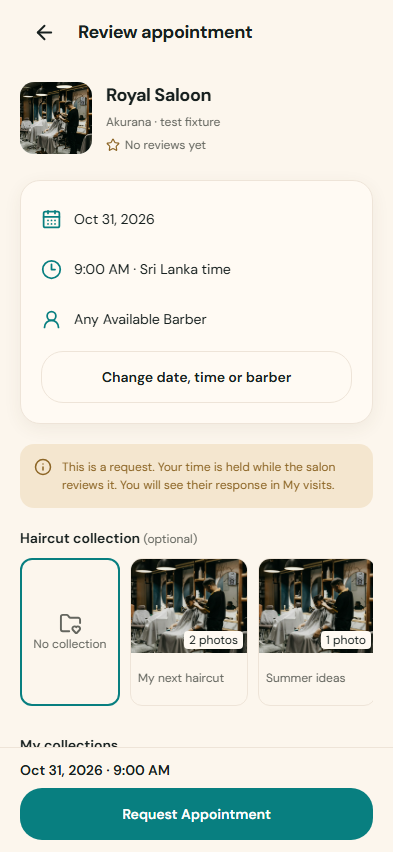 Review appointment
Royal Saloon
Akurana · test fixture
No reviews yet
Oct 31, 2026
9:00 AM · Sri Lanka time
Any Available Barber
Change date, time or barber
This is a request. Your time is held while the salon
reviews it. You will see their response in My visits.
Haircut collection (optional)
No collection
2 photos
My next haircut
1 photo
Summer ideas
My collections
Oct 31, 2026 · 9:00 AM
Request Appointment